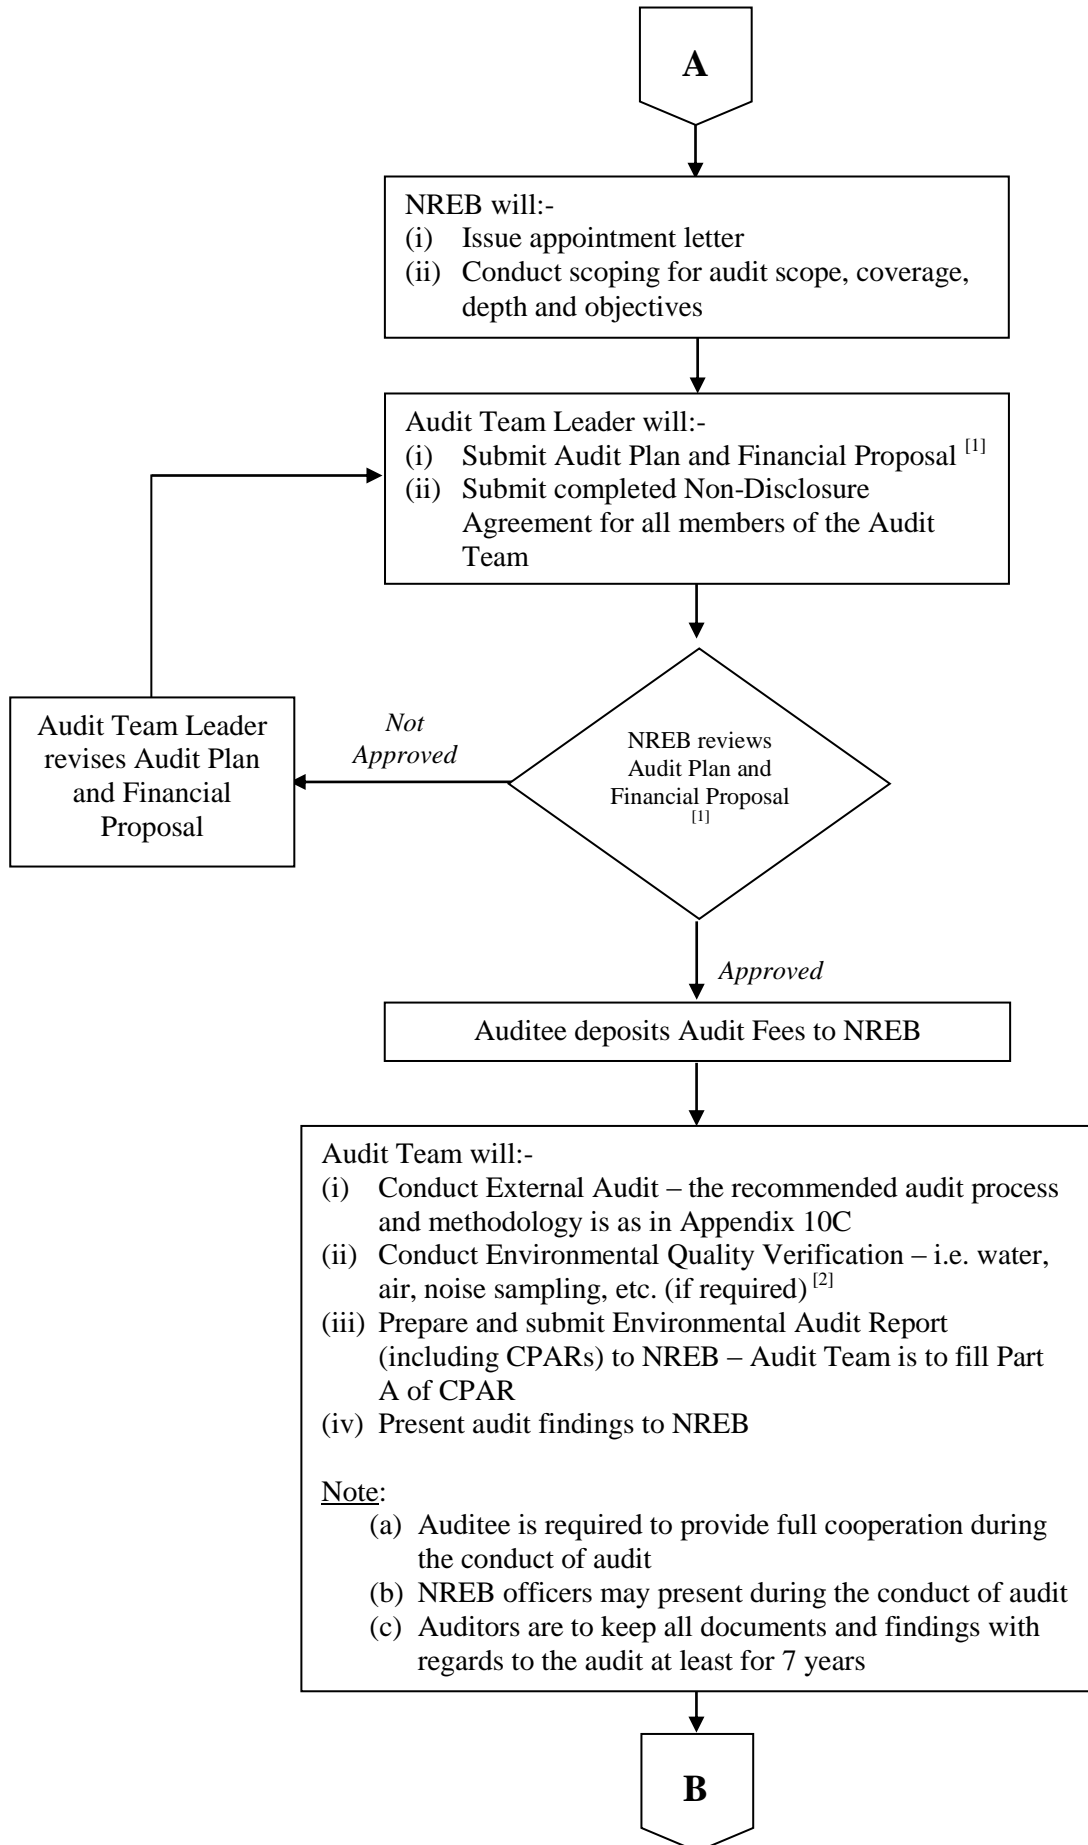 A
NREB will:-
(i) Issue appointment letter
(ii) Conduct scoping for audit scope, coverage,
depth and objectives
Audit Team Leader will:-
(i) Submit Audit Plan and Financial Proposal [1]
(ii) Submit completed Non-Disclosure
Agreement for all members of the Audit
Team
Audit Team Leader
revises Audit Plan
and Financial
Proposal
Not
Approved
NREB reviews
Audit Plan and
Financial Proposal
[1]
Approved
Auditee deposits Audit Fees to NREB
Audit Team will:-
(i) Conduct External Audit – the recommended audit process
and methodology is as in Appendix 10C
(ii) Conduct Environmental Quality Verification – i.e. water,
air, noise sampling, etc. (if required) [2]
(iii) Prepare and submit Environmental Audit Report
(including CPARs) to NREB – Audit Team is to fill Part
A of CPAR
(iv) Present audit findings to NREB
Note:
(a) Auditee is required to provide full cooperation during
the conduct of audit
(b) NREB officers may present during the conduct of audit
(c) Auditors are to keep all documents and findings with
regards to the audit at least for 7 years
B